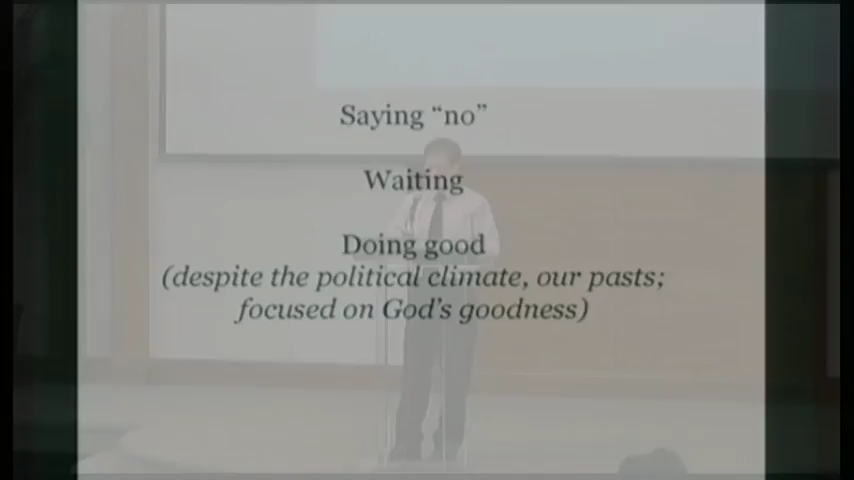 Saying “no”
Waiting
Doing good
(despite the political climate, our pasts;
focused on God’s goodness)